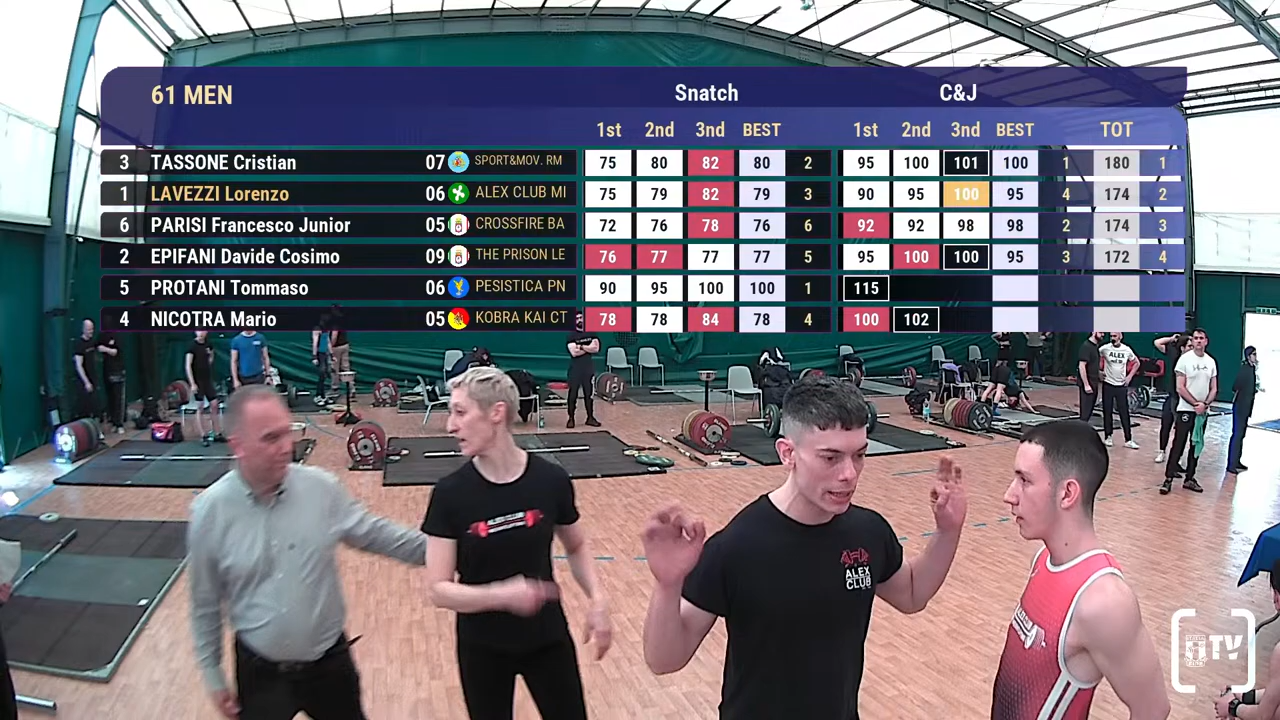 61 MEN Snatch C&J
1st 2nd 3nd BEST 1st 2nd 3nd BEST TOT
3 TASSONE Cristian 07 SPORT&MOV. RM 75 80 82 80 2 95 100 101 100 1 180 1
1 LAVEZZI Lorenzo 06 ALEX CLUB MI 75 79 82 79 3 90 95 100 95 4 174 2
6 PARISI Francesco Junior 05 CROSSFIRE BA 72 76 78 76 6 92 92 98 98 2 174 3
2 EPIFANI Davide Cosimo 09 THE PRISON LE 76 77 77 77 5 95 100 100 95 3 172 4
5 PROTANI Tommaso 06 PESISTICA PN 90 95 100 100 1 115
4 NICOTRA Mario 05 KOBRA KAI CT 78 78 84 78 4 100 102
ALEX
ALEX
CLUB
TV